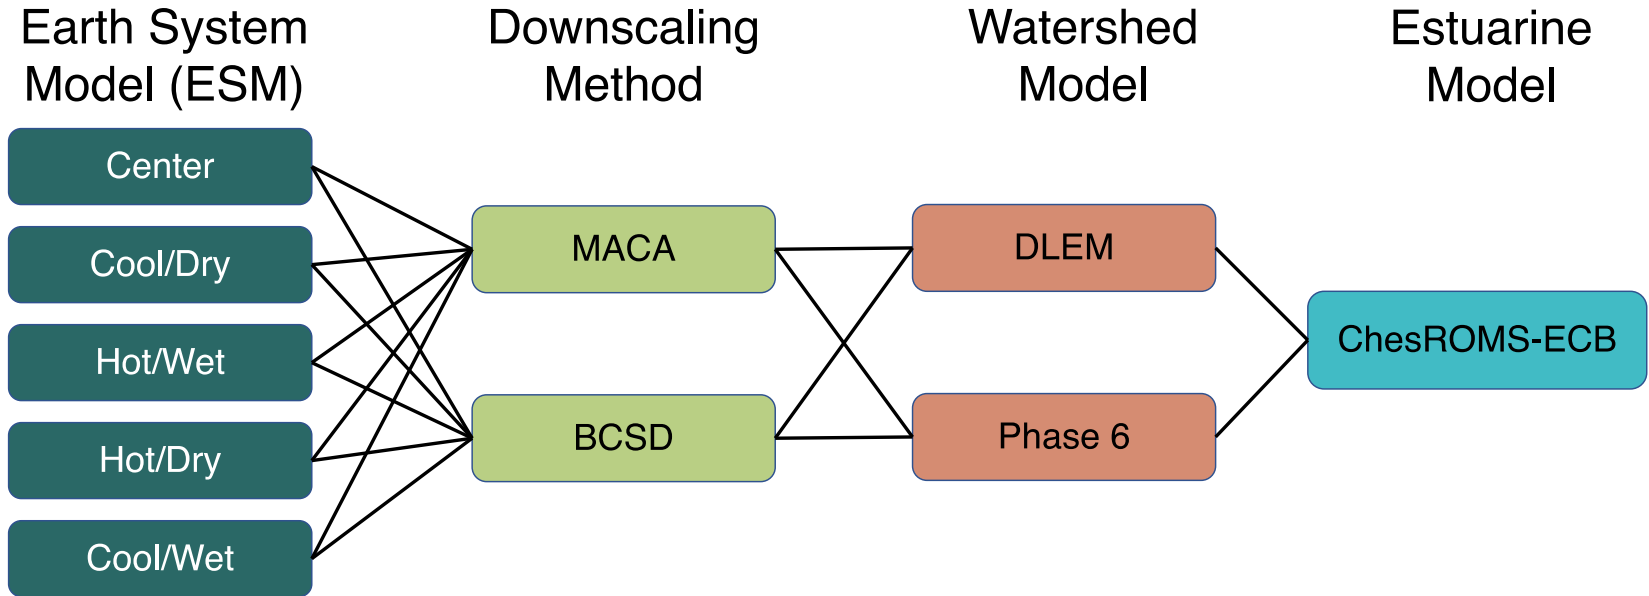 Earth System
Model (ESM)
Downscaling
Method
Watershed
Model
Estuarine
Model
Center
Cool/Dry
Hot/Wet
Hot/Dry
Cool/Wet
MACA
BCSD
DLEM
Phase 6
ChesROMS-ECB